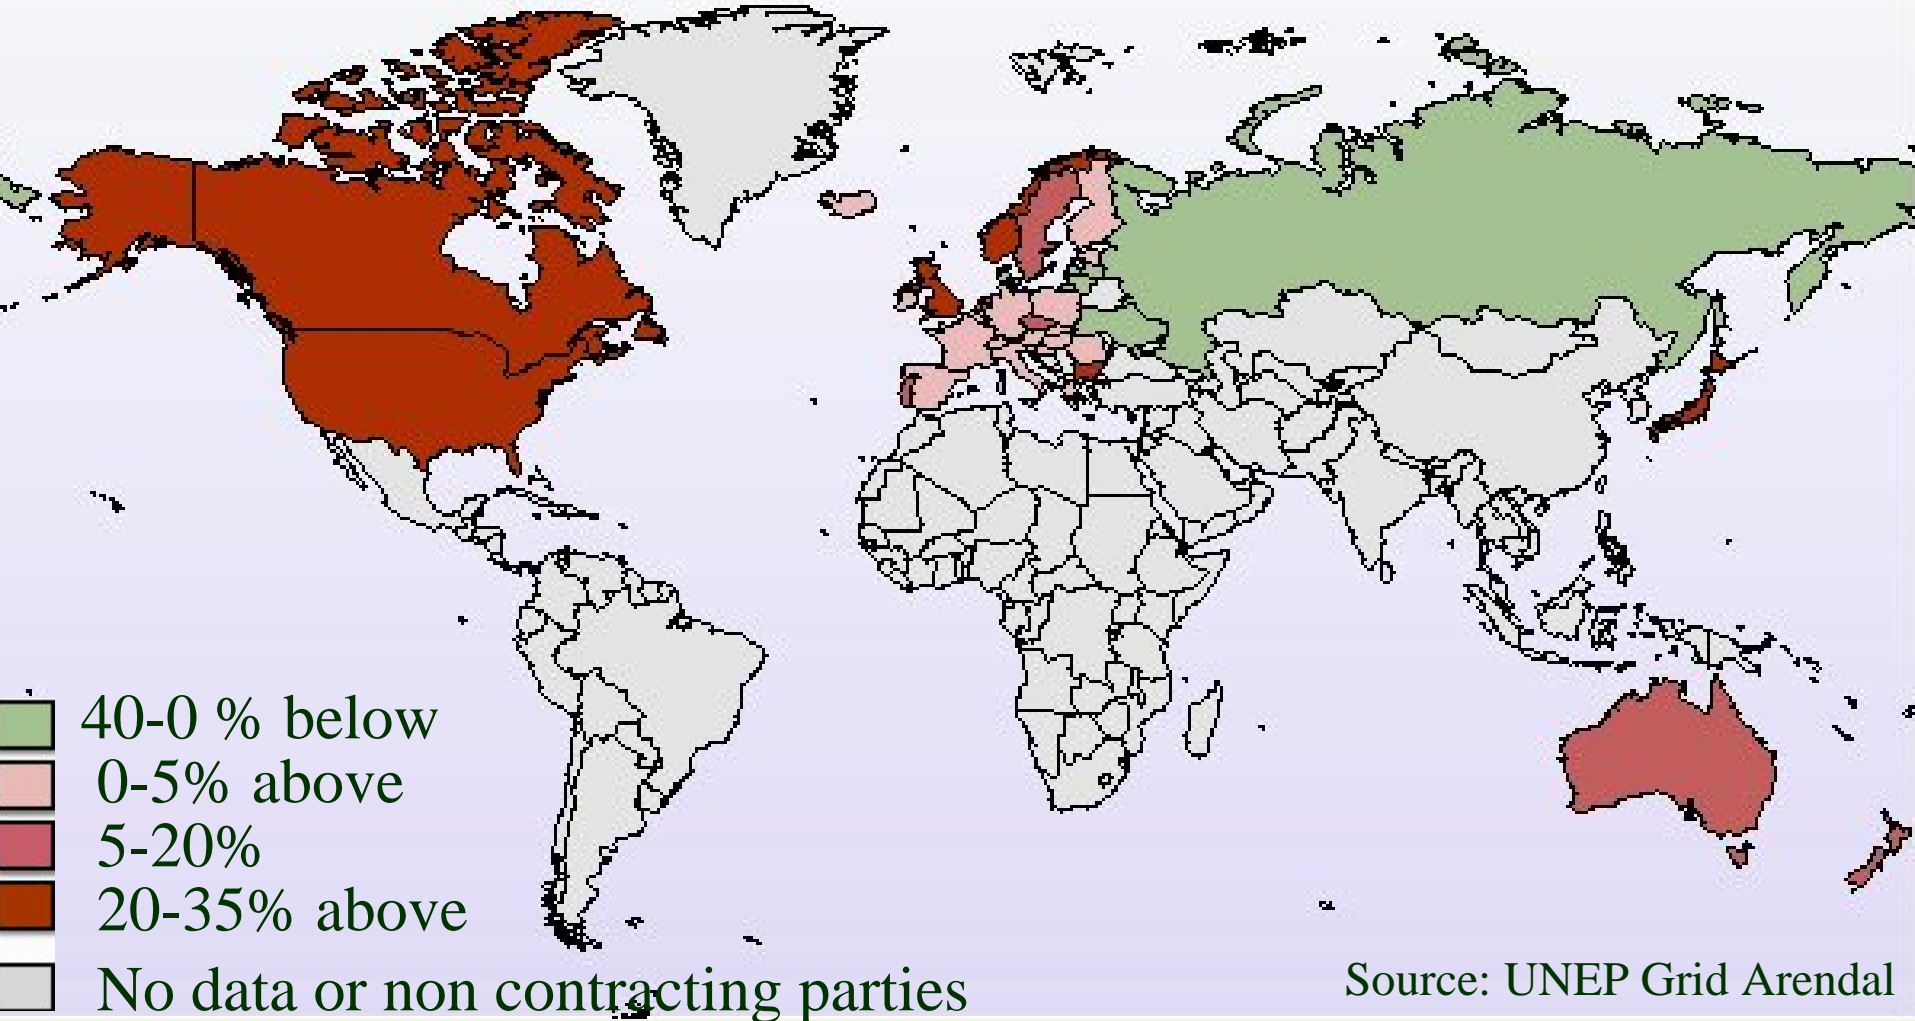 40-0 % below
0-5% above
5-20%
20-35% above
No data or non contracting parties
Source: UNEP Grid Arendal